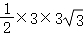 1/2 × 3 × 3√3